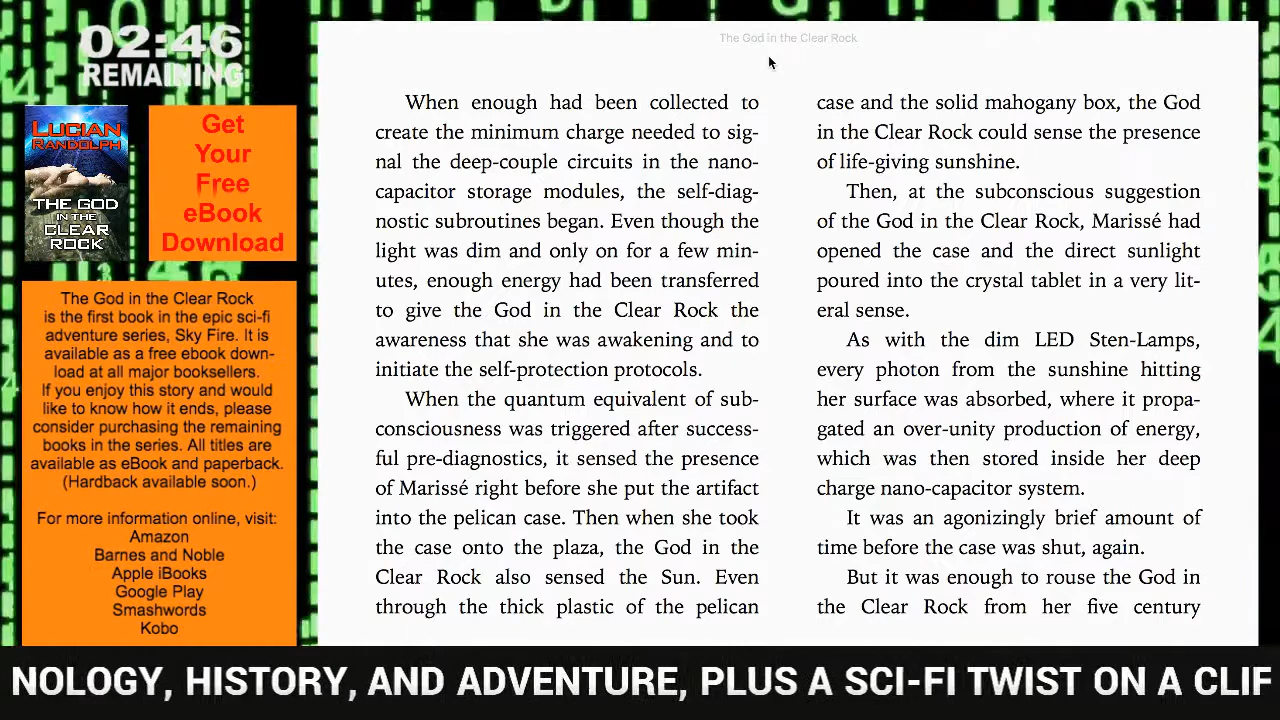 02:46
REMAINING
LUCIAN
RANDOLPH
THE GOD
IN THE
CLEAR
ROCK
Get
Your
Free
eBook
Download
The God in the Clear Rock
is the first book in the epic sci-fi
adventure series, Sky Fire. It is
available as a free ebook down-
load at all major booksellers.
If you enjoy this story and would
like to know how it ends, please
consider purchasing the remaining
books in the series. All titles are
available as eBook and paperback.
(Hardback available soon.)
For more information online, visit:
Amazon
Barnes and Noble
Apple iBooks
Google Play
Smashwords
Kobo
The God in the Clear Rock
When enough had been collected to
create the minimum charge needed to sig-
nal the deep-couple circuits in the nano-
capacitor storage modules, the self-diag-
nostic subroutines began. Even though the
light was dim and only on for a few min-
utes, enough energy had been transferred
to give the God in the Clear Rock the
awareness that she was awakening and to
initiate the self-protection protocols.
When the quantum equivalent of sub-
consciousness was triggered after success-
ful pre-diagnostics, it sensed the presence
of Marissé right before she put the artifact
into the pelican case. Then when she took
the case onto the plaza, the God in the
Clear Rock also sensed the Sun. Even
through the thick plastic of the pelican
case and the solid mahogany box, the God
in the Clear Rock could sense the presence
of life-giving sunshine.
Then, at the subconscious suggestion
of the God in the Clear Rock, Marissé had
opened the case and the direct sunlight
poured into the crystal tablet in a very lit-
eral sense.
As with the dim LED Sten-Lamps,
every photon from the sunshine hitting
her surface was absorbed, where it propa-
gated an over-unity production of energy,
which was then stored inside her deep
charge nano-capacitor system.
It was an agonizingly brief amount of
time before the case was shut, again.
But it was enough to rouse the God in
the Clear Rock from her five century
NOLOGY, HISTORY, AND ADVENTURE, PLUS A SCI-FI TWIST ON A CLIF